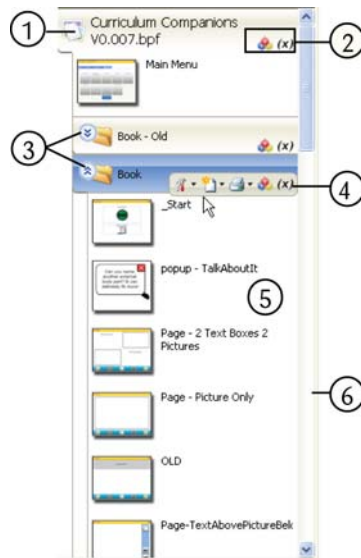 1
Curriculum Companions
V0.007.bpf
(x)
2
Main Menu
3
Book - Old
(x)
Book
(x)
4
_Start
popup - TalkAboutIt
5
Page - 2 Text Boxes 2
Pictures
6
Page - Picture Only
OLD
Page-TextAbovePictureBel